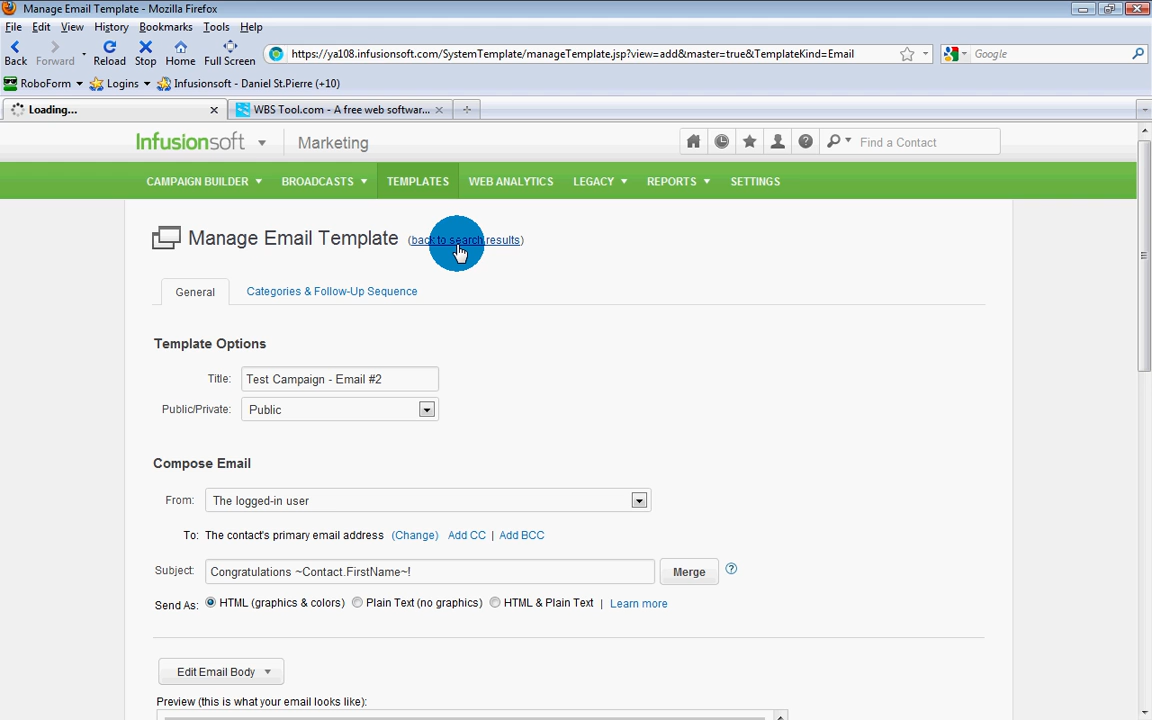 Manage Email Template - Mozilla Firefox
File Edit View History Bookmarks Tools Help
https://ya108.infusionsoft.com/SystemTemplate/manageTemplate.jsp?view=add&master=true&TemplateKind=Email
Google
Back Forward Reload Stop Home Full Screen
RoboForm Logins Infusionsoft - Daniel St.Pierre (+10)
Loading... WBS Tool.com - A free web softwar...
Infusionsoft Marketing Find a Contact
CAMPAIGN BUILDER BROADCASTS TEMPLATES WEB ANALYTICS LEGACY REPORTS SETTINGS
Manage Email Template (back to search results)
General Categories & Follow-Up Sequence
Template Options
Title: Test Campaign - Email #2
Public/Private: Public
Compose Email
From: The logged-in user
To: The contact's primary email address (Change) Add CC | Add BCC
Subject: Congratulations ~Contact.FirstName~! Merge ?
Send As: HTML (graphics & colors) Plain Text (no graphics) HTML & Plain Text | Learn more
Edit Email Body
Preview (this is what your email looks like):